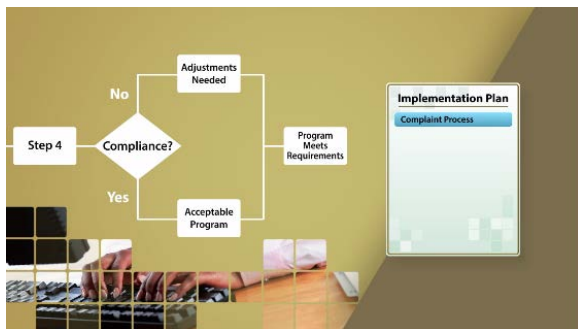 Adjustments
Needed
No
Step 4
Compliance?
Program
Meets
Requirements
Yes
Acceptable
Program
Implementation Plan
Complaint Process